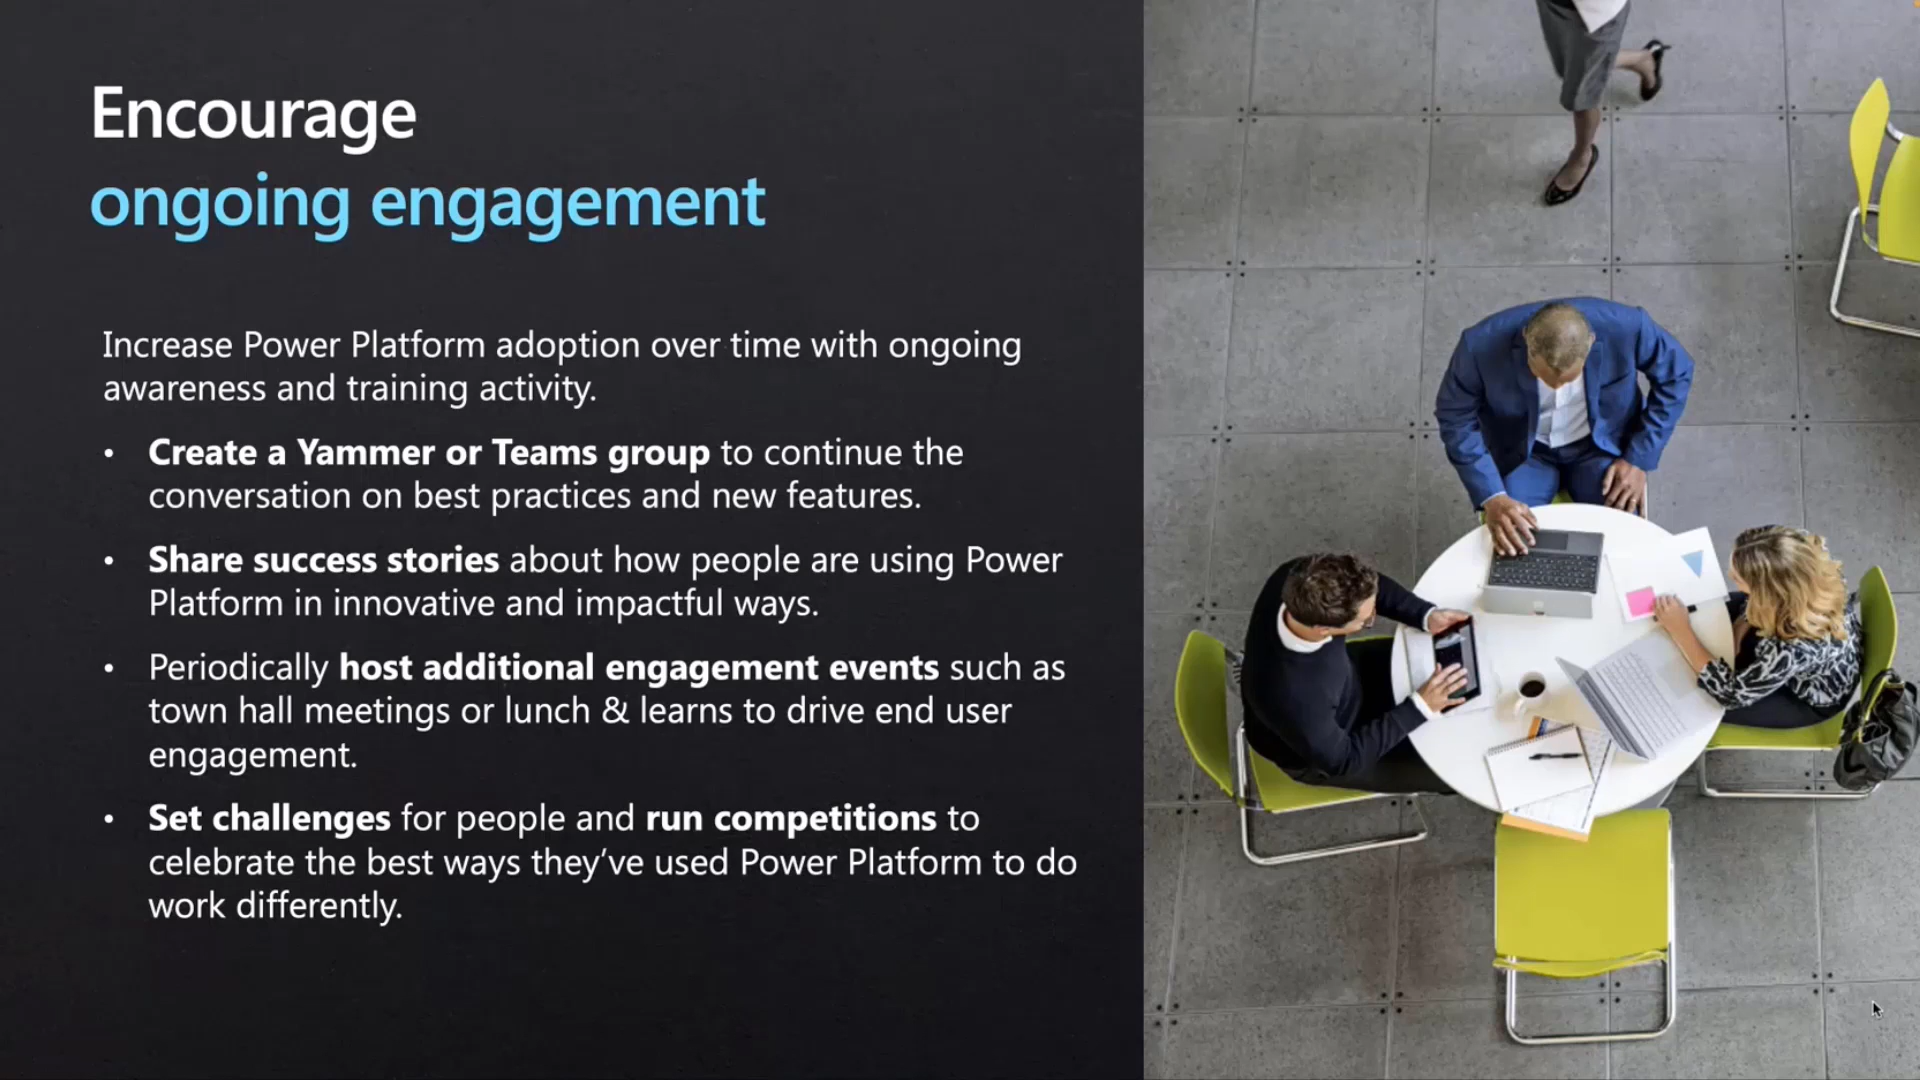 Encourage
ongoing engagement
Increase Power Platform adoption over time with ongoing
awareness and training activity.
• Create a Yammer or Teams group to continue the
conversation on best practices and new features.
• Share success stories about how people are using Power
Platform in innovative and impactful ways.
• Periodically host additional engagement events such as
town hall meetings or lunch & learns to drive end user
engagement.
• Set challenges for people and run competitions to
celebrate the best ways they’ve used Power Platform to do
work differently.